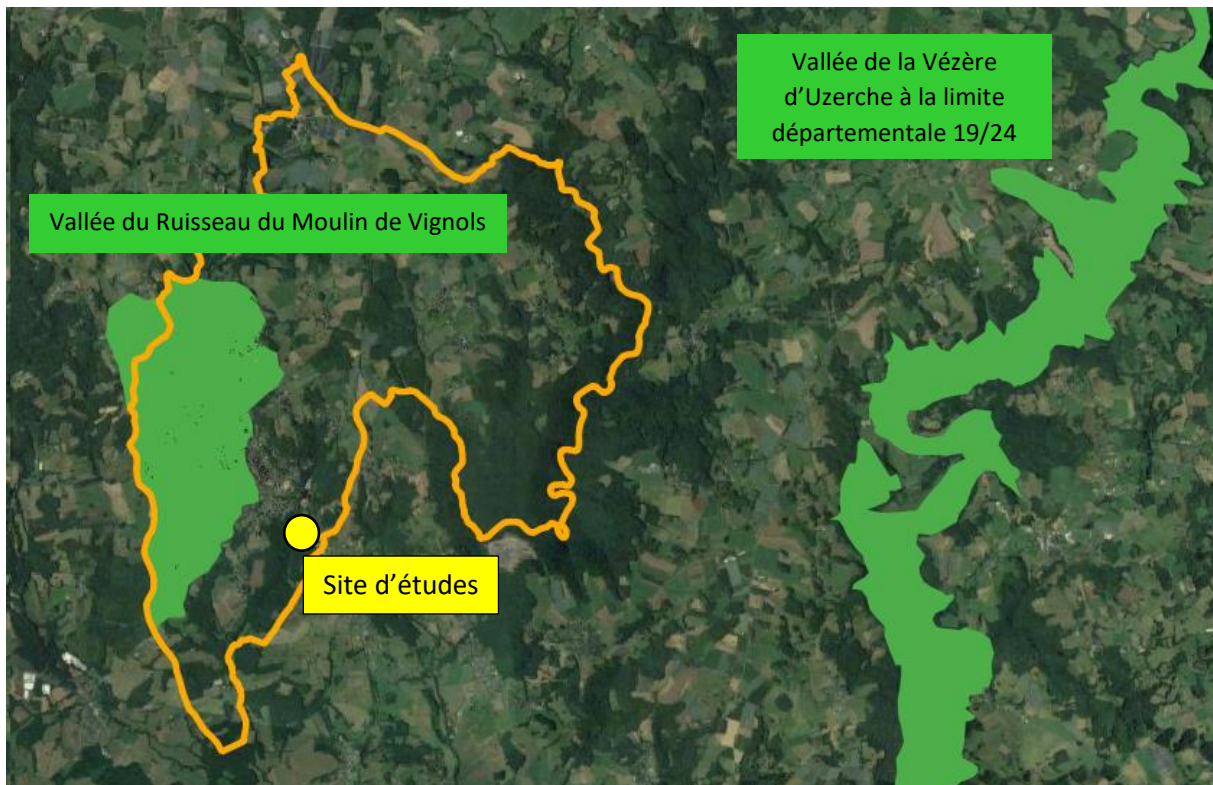 Vallée de la Vézère
d’Uzerche à la limite
départementale 19/24
Vallée du Ruisseau du Moulin de Vignols
Site d’études